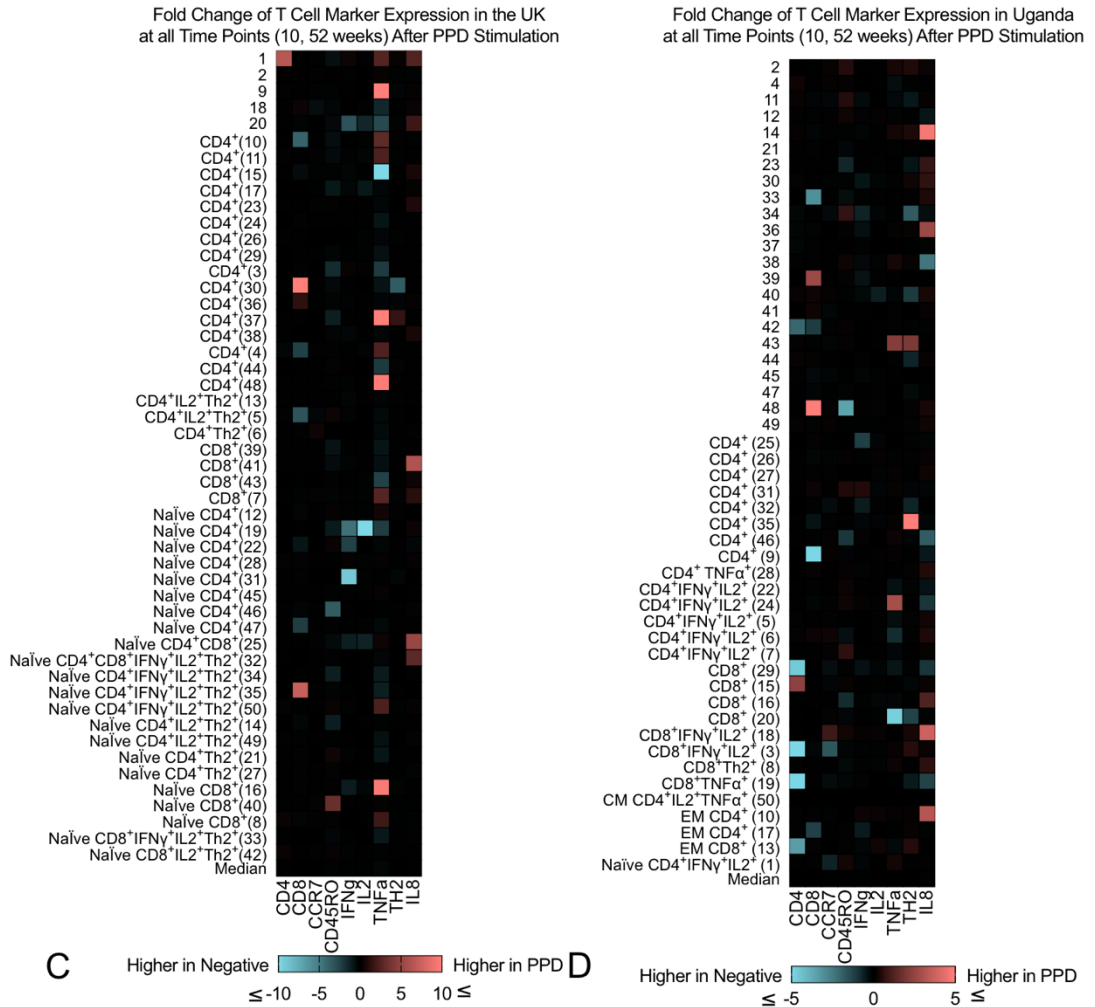 Fold Change of T Cell Marker Expression in the UK
at all Time Points (10, 52 weeks) After PPD Stimulation
1
2
9
18
20
CD4⁺(10)
CD4⁺(11)
CD4⁺(15)
CD4⁺(17)
CD4⁺(23)
CD4⁺(24)
CD4⁺(26)
CD4⁺(29)
CD4⁺(3)
CD4⁺(30)
CD4⁺(36)
CD4⁺(37)
CD4⁺(38)
CD4⁺(4)
CD4⁺(44)
CD4⁺(48)
CD4⁺IL2⁺Th2⁺(13)
CD4⁺IL2⁺Th2⁺(5)
CD4⁺Th2⁺(6)
CD8⁺(39)
CD8⁺(41)
CD8⁺(43)
CD8⁺(7)
NaÏve CD4⁺(12)
NaÏve CD4⁺(19)
NaÏve CD4⁺(22)
NaÏve CD4⁺(28)
NaÏve CD4⁺(31)
NaÏve CD4⁺(45)
NaÏve CD4⁺(46)
NaÏve CD4⁺(47)
NaÏve CD4⁺CD8⁺(25)
NaÏve CD4⁺CD8⁺IFNγ⁺IL2⁺Th2⁺(32)
NaÏve CD4⁺IFNγ⁺IL2⁺Th2⁺(34)
NaÏve CD4⁺IFNγ⁺IL2⁺Th2⁺(35)
NaÏve CD4⁺IFNγ⁺IL2⁺Th2⁺(50)
NaÏve CD4⁺IL2⁺Th2⁺(14)
NaÏve CD4⁺IL2⁺Th2⁺(49)
NaÏve CD4⁺Th2⁺(21)
NaÏve CD4⁺Th2⁺(27)
NaÏve CD8⁺(16)
NaÏve CD8⁺(40)
NaÏve CD8⁺(8)
NaÏve CD8⁺IFNγ⁺IL2⁺Th2⁺(33)
NaÏve CD8⁺IL2⁺Th2⁺(42)
Median
CD4
CD8
CCR7
CD45RO
IFNg
IL2
TNFa
TH2
IL8
C
Higher in Negative
Higher in PPD
≤ -10 -5 0 5 10 ≤
Fold Change of T Cell Marker Expression in Uganda
at all Time Points (10, 52 weeks) After PPD Stimulation
2
4
11
12
14
21
23
30
33
34
36
37
38
39
40
41
42
43
44
45
47
48
49
CD4⁺ (25)
CD4⁺ (26)
CD4⁺ (27)
CD4⁺ (31)
CD4⁺ (32)
CD4⁺ (35)
CD4⁺ (46)
CD4⁺ (9)
CD4⁺ TNFα⁺ (28)
CD4⁺IFNγ⁺IL2⁺ (22)
CD4⁺IFNγ⁺IL2⁺ (24)
CD4⁺IFNγ⁺IL2⁺ (5)
CD4⁺IFNγ⁺IL2⁺ (6)
CD4⁺IFNγ⁺IL2⁺ (7)
CD8⁺ (29)
CD8⁺ (15)
CD8⁺ (16)
CD8⁺ (20)
CD8⁺IFNγ⁺IL2⁺ (18)
CD8⁺IFNγ⁺IL2⁺ (3)
CD8⁺Th2⁺ (8)
CD8⁺TNFα⁺ (19)
CM CD4⁺IL2⁺TNFα⁺ (50)
EM CD4⁺ (10)
EM CD4⁺ (17)
EM CD8⁺ (13)
Naïve CD4⁺IFNγ⁺IL2⁺ (1)
Median
CD4
CD8
CCR7
CD45RO
IFNg
IL2
TNFa
TH2
IL8
D
Higher in Negative
Higher in PPD
≤ -5 0 5 ≤